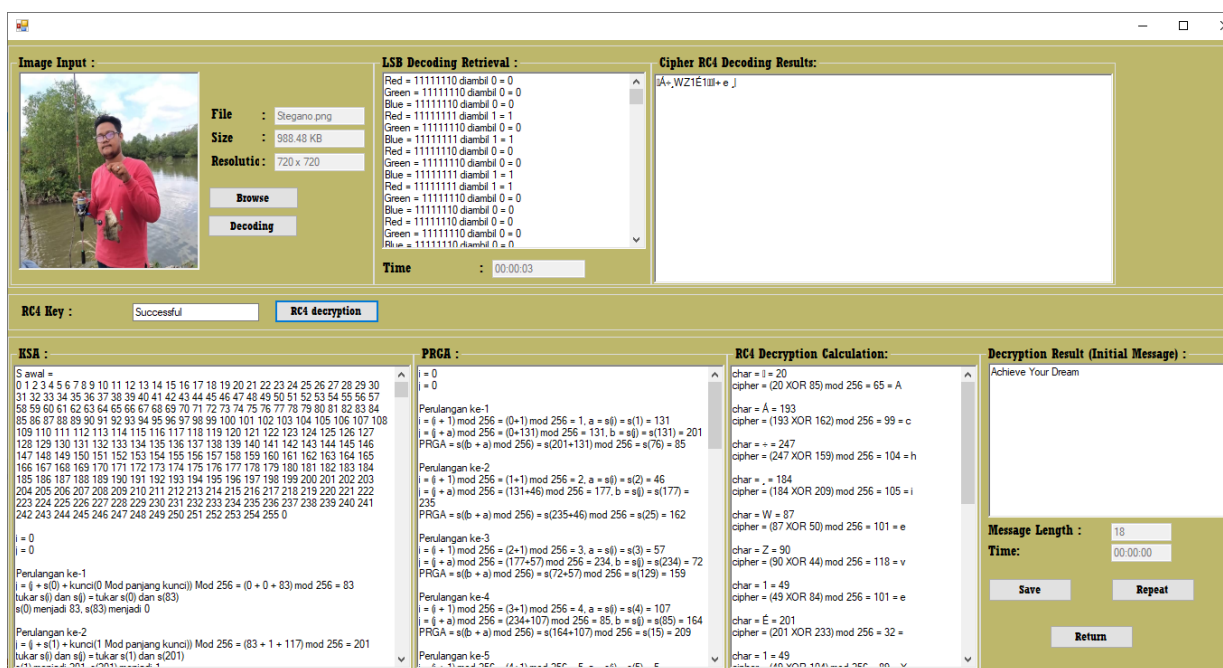 Image Input :
File : Stegano.png
Size : 988.48 KB
Resolutic : 720 x 720
Browse
Decoding
LSB Decoding Retrieval :
Red = 11111110 diambil 0 = 0
Green = 11111110 diambil 0 = 0
Blue = 11111110 diambil 0 = 0
Red = 11111111 diambil 1 = 1
Green = 11111110 diambil 0 = 0
Blue = 11111111 diambil 1 = 1
Red = 11111110 diambil 0 = 0
Green = 11111110 diambil 0 = 0
Blue = 11111111 diambil 1 = 1
Red = 11111111 diambil 1 = 1
Green = 11111110 diambil 0 = 0
Blue = 11111110 diambil 0 = 0
Red = 11111110 diambil 0 = 0
Green = 11111110 diambil 0 = 0
Blue = 11111110 diambil 0 = 0
Time : 00:00:03
Cipher RC4 Decoding Results:
Á÷¸WZ1É1
RC4 Key : Successful
RC4 decryption
KSA :
S awal =
0 1 2 3 4 5 6 7 8 9 10 11 12 13 14 15 16 17 18 19 20 21 22 23 24 25 26 27 28 29 30
31 32 33 34 35 36 37 38 39 40 41 42 43 44 45 46 47 48 49 50 51 52 53 54 55 56 57
58 59 60 61 62 63 64 65 66 67 68 69 70 71 72 73 74 75 76 77 78 79 80 81 82 83 84
85 86 87 88 89 90 91 92 93 94 95 96 97 98 99 100 101 102 103 104 105 106 107 108
109 110 111 112 113 114 115 116 117 118 119 120 121 122 123 124 125 126 127
128 129 130 131 132 133 134 135 136 137 138 139 140 141 142 143 144 145 146
147 148 149 150 151 152 153 154 155 156 157 158 159 160 161 162 163 164 165
166 167 168 169 170 171 172 173 174 175 176 177 178 179 180 181 182 183 184
185 186 187 188 189 190 191 192 193 194 195 196 197 198 199 200 201 202 203
204 205 206 207 208 209 210 211 212 213 214 215 216 217 218 219 220 221 222
223 224 225 226 227 228 229 230 231 232 233 234 235 236 237 238 239 240 241
242 243 244 245 246 247 248 249 250 251 252 253 254 255 0
i = 0
j = 0
Perulangan ke-1
j = (j + s(0) + kunci(0 Mod panjang kunci)) Mod 256 = (0 + 0 + 83) mod 256 = 83
tukar s(i) dan s(j) = tukar s(0) dan s(83)
s(0) menjadi 83, s(83) menjadi 0
Perulangan ke-2
j = (j + s(1) + kunci(1 Mod panjang kunci)) Mod 256 = (83 + 1 + 117) mod 256 = 201
tukar s(i) dan s(j) = tukar s(1) dan s(201)
s(1) menjadi 201, s(201) menjadi 1
PRGA :
i = 0
j = 0
Perulangan ke-1
i = (i + 1) mod 256 = (0+1) mod 256 = 1, a = s(i) = s(1) = 131
j = (j + a) mod 256 = (0+131) mod 256 = 131, b = s(j) = s(131) = 201
PRGA = s((b + a) mod 256) = s(201+131) mod 256 = s(76) = 85
Perulangan ke-2
i = (i + 1) mod 256 = (1+1) mod 256 = 2, a = s(i) = s(2) = 46
j = (j + a) mod 256 = (131+46) mod 256 = 177, b = s(j) = s(177) =
235
PRGA = s((b + a) mod 256) = s(235+46) mod 256 = s(25) = 162
Perulangan ke-3
i = (i + 1) mod 256 = (2+1) mod 256 = 3, a = s(i) = s(3) = 57
j = (j + a) mod 256 = (177+57) mod 256 = 234, b = s(j) = s(234) = 72
PRGA = s((b + a) mod 256) = s(72+57) mod 256 = s(129) = 159
Perulangan ke-4
i = (i + 1) mod 256 = (3+1) mod 256 = 4, a = s(i) = s(4) = 107
j = (j + a) mod 256 = (234+107) mod 256 = 85, b = s(j) = s(85) = 164
PRGA = s((b + a) mod 256) = s(164+107) mod 256 = s(15) = 209
Perulangan ke-5
i = (i + 1) mod 256 = (4+1) mod 256 = 5, a = s(i) = s(5) = 5
RC4 Decryption Calculation:
char = = 20
cipher = (20 XOR 85) mod 256 = 65 = A
char = Á = 193
cipher = (193 XOR 162) mod 256 = 99 = c
char = ÷ = 247
cipher = (247 XOR 159) mod 256 = 104 = h
char = ¸ = 184
cipher = (184 XOR 209) mod 256 = 105 = i
char = W = 87
cipher = (87 XOR 50) mod 256 = 101 = e
char = Z = 90
cipher = (90 XOR 44) mod 256 = 118 = v
char = 1 = 49
cipher = (49 XOR 84) mod 256 = 101 = e
char = É = 201
cipher = (201 XOR 233) mod 256 = 32 =
char = 1 = 49
Decryption Result (Initial Message) :
Achieve Your Dream
Message Length : 18
Time: 00:00:00
Save
Repeat
Return